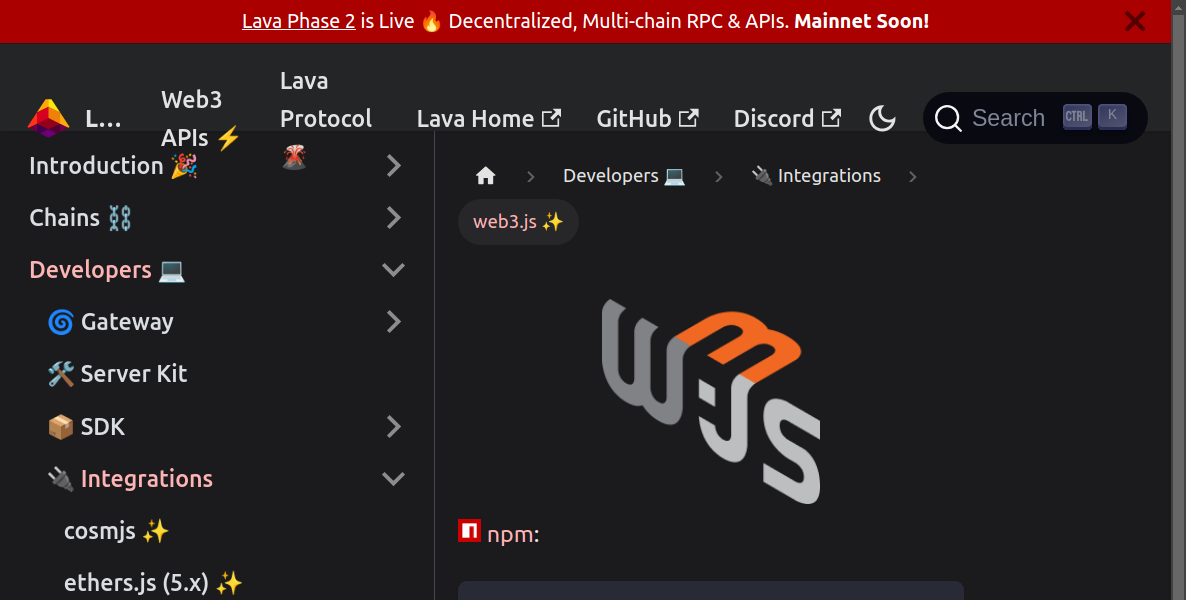 Lava Phase 2 is Live 🔥 Decentralized, Multi-chain RPC & APIs. Mainnet Soon!
L...
Web3
APIs ⚡
Lava
Protocol
🌋
Lava Home
GitHub
Discord
Search
CTRL
K
Introduction 🎉
Chains ⛓️
Developers 💻
🌀 Gateway
🛠️ Server Kit
📦 SDK
🔌 Integrations
cosmjs ✨
ethers.js (5.x) ✨
Developers 💻
🔌 Integrations
web3.js ✨
W3:JS
npm: